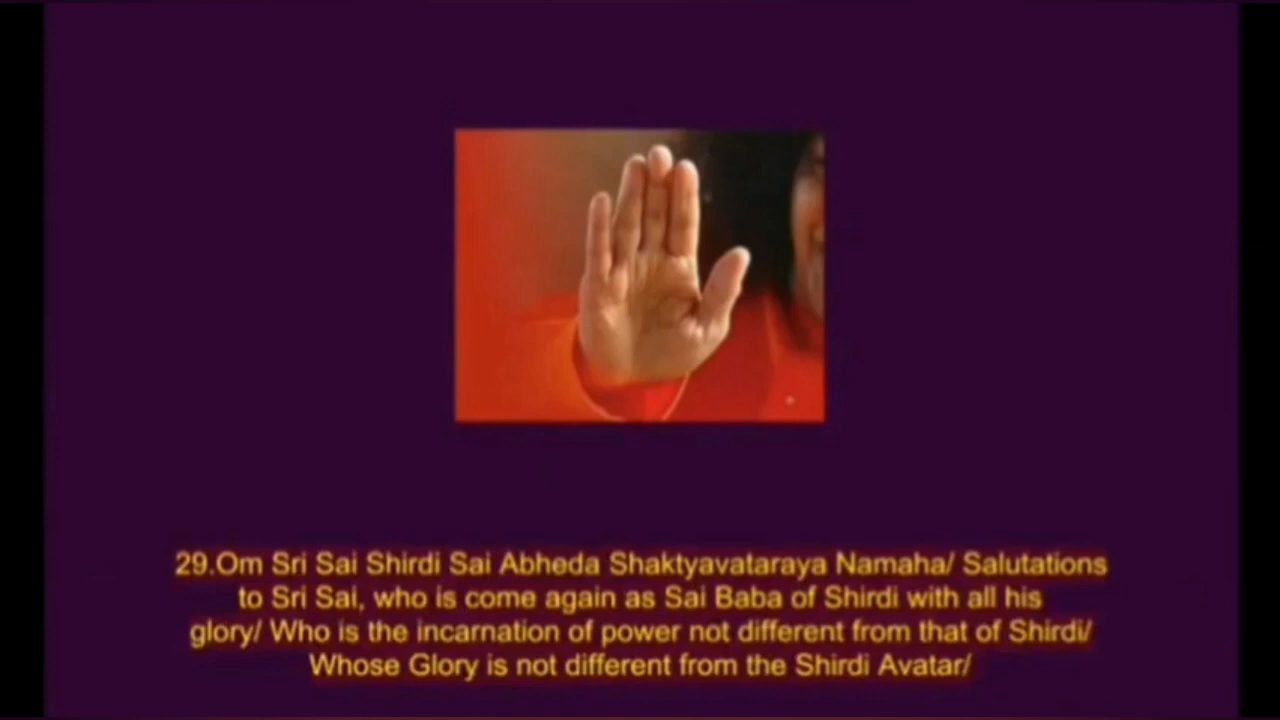 29.Om Sri Sai Shirdi Sai Abheda Shaktyavataraya Namaha/ Salutations
to Sri Sai, who is come again as Sai Baba of Shirdi with all his
glory/ Who is the incarnation of power not different from that of Shirdi/
Whose Glory is not different from the Shirdi Avatar/